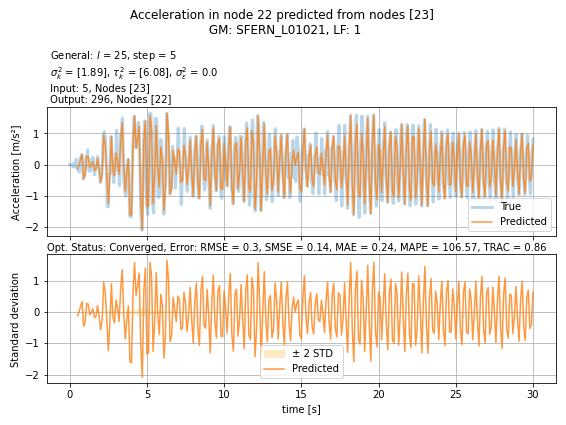 Acceleration in node 22 predicted from nodes [23]
GM: SFERN_L01021, LF: 1
General: l = 25, step = 5
σ²ₖ = [1.89], τ²ₖ = [6.08], σ²ε = 0.0
Input: 5, Nodes [23]
Output: 296, Nodes [22]
Acceleration [m/s²]
1
0
−1
−2
True
Predicted
Opt. Status: Converged, Error: RMSE = 0.3, SMSE = 0.14, MAE = 0.24, MAPE = 106.57, TRAC = 0.86
Standard deviation
1
0
−1
−2
± 2 STD
Predicted
0 5 10 15 20 25 30
time [s]